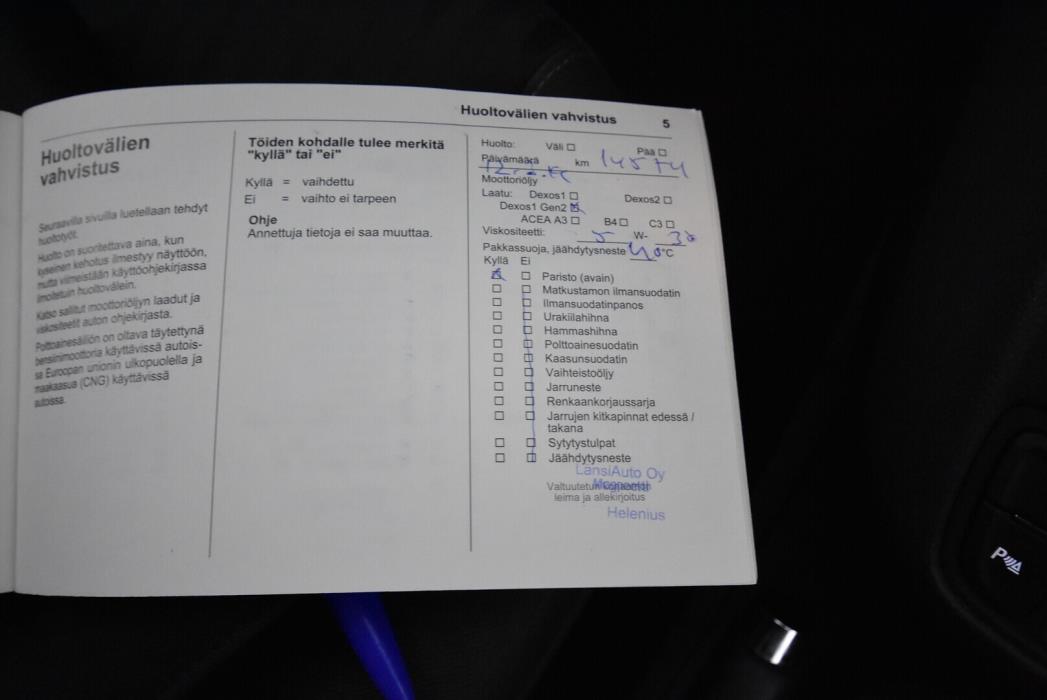 Huoltovälien vahvistus 5
Huoltovälien
vahvistus
Seuraavilla sivuilla luetellaan tehdyt
huoltotyöt.
Huolto on suoritettava aina, kun
kyseinen kehotus ilmestyy näyttöön,
mutta viimeistään käyttöohjekirjassa
ilmoitetuin huoltovälein.
Katso sallitut moottoriöljyn laadut ja
viskositeetit auton ohjekirjasta.
Polttoainesäiliön on oltava täytettynä
bensiinimoottoria käyttävissä autois-
sa Euroopan unionin ulkopuolella ja
maakaasua (CNG) käyttävissä
autoissa.
Töiden kohdalle tulee merkitä
"kyllä" tai "ei"
Kyllä = vaihdettu
Ei = vaihto ei tarpeen
Ohje
Annettuja tietoja ei saa muuttaa.
Huolto: Väli Pää
Päivämäärä km 14574
Moottoriöljy
Laatu: Dexos1 Dexos2
Dexos1 Gen2
ACEA A3 B4 C3
Viskositeetti: 5 W- 30
Pakkassuoja, jäähdytysneste 40 °C
Kyllä Ei
Paristo (avain)
Matkustamon ilmansuodatin
Ilmansuodatinpanos
Urakiilahihna
Hammashihna
Polttoainesuodatin
Kaasunsuodatin
Vaihteistoöljy
Jarruneste
Renkaankorjaussarja
Jarrujen kitkapinnat edessä /
takana
Sytytystulpat
Jäähdytysneste
LänsiAuto Oy
Valtuutetun
leima ja allekirjoitus
Helenius
P